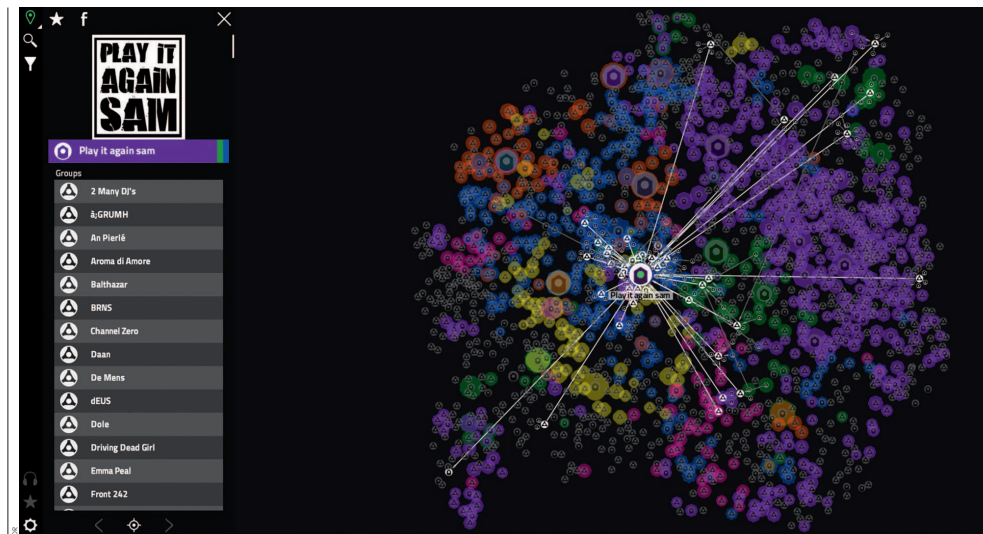 f
PLAY iT
AGAiN
SAM
Play it again sam
Groups
2 Many DJ's
â¡GRUMH
An Pierlé
Aroma di Amore
Balthazar
BRNS
Channel Zero
Daan
De Mens
dEUS
Dole
Driving Dead Girl
Emma Peal
Front 242
Play it again sam